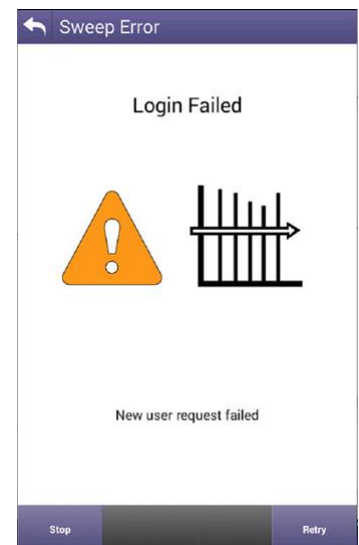 Sweep Error
Login Failed
New user request failed
Stop
Retry